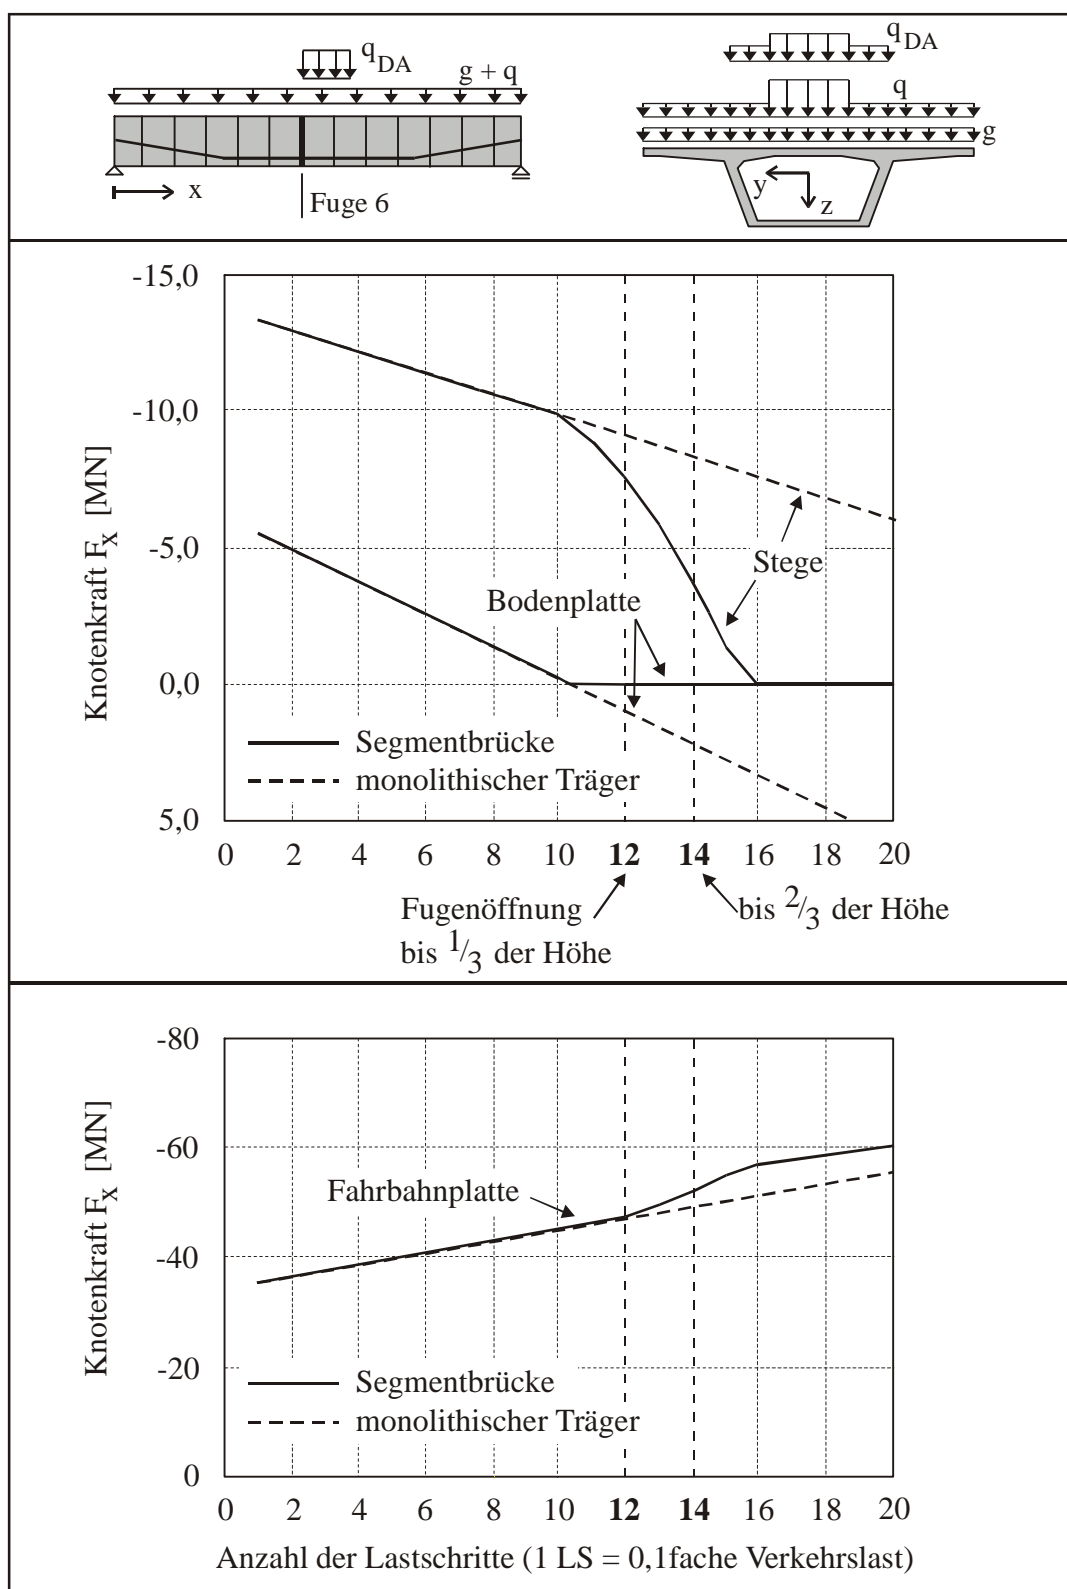 q_DA
g + q
x
Fuge 6
q_DA
q
g
y
z
Knotenkraft F_x [MN]
-15,0
-10,0
-5,0
0,0
5,0
Stege
Bodenplatte
Segmentbrücke
monolithischer Träger
0 2 4 6 8 10 12 14 16 18 20
Fugenöffnung
bis 1/3 der Höhe
bis 2/3 der Höhe
Knotenkraft F_x [MN]
-80
-60
-40
-20
0
Fahrbahnplatte
Segmentbrücke
monolithischer Träger
0 2 4 6 8 10 12 14 16 18 20
Anzahl der Lastschritte (1 LS = 0,1fache Verkehrslast)